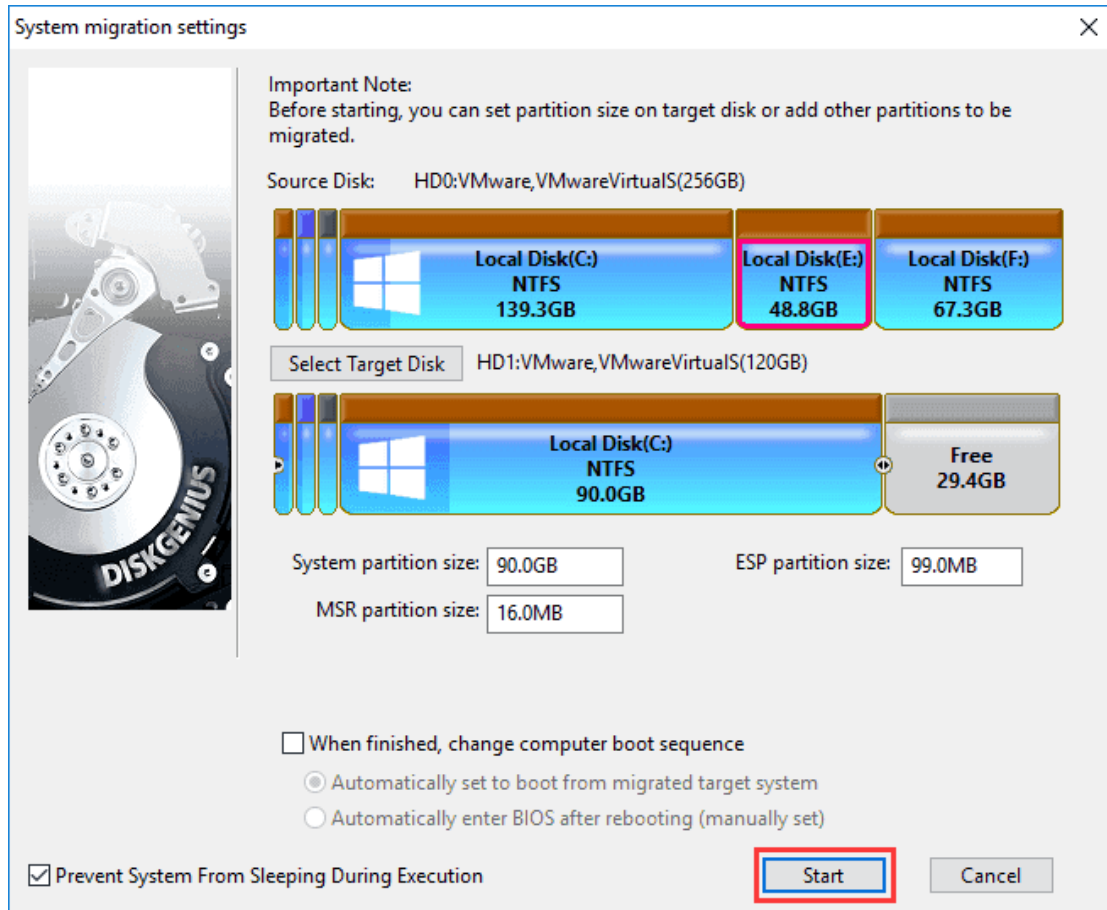 System migration settings
Important Note:
Before starting, you can set partition size on target disk or add other partitions to be
migrated.
Source Disk: HD0:VMware,VMwareVirtualS(256GB)
Local Disk(C:)
NTFS
139.3GB
Local Disk(E:)
NTFS
48.8GB
Local Disk(F:)
NTFS
67.3GB
Select Target Disk HD1:VMware,VMwareVirtualS(120GB)
Local Disk(C:)
NTFS
90.0GB
Free
29.4GB
DISKGENIUS
System partition size: 90.0GB ESP partition size: 99.0MB
MSR partition size: 16.0MB
When finished, change computer boot sequence
Automatically set to boot from migrated target system
Automatically enter BIOS after rebooting (manually set)
Prevent System From Sleeping During Execution Start Cancel